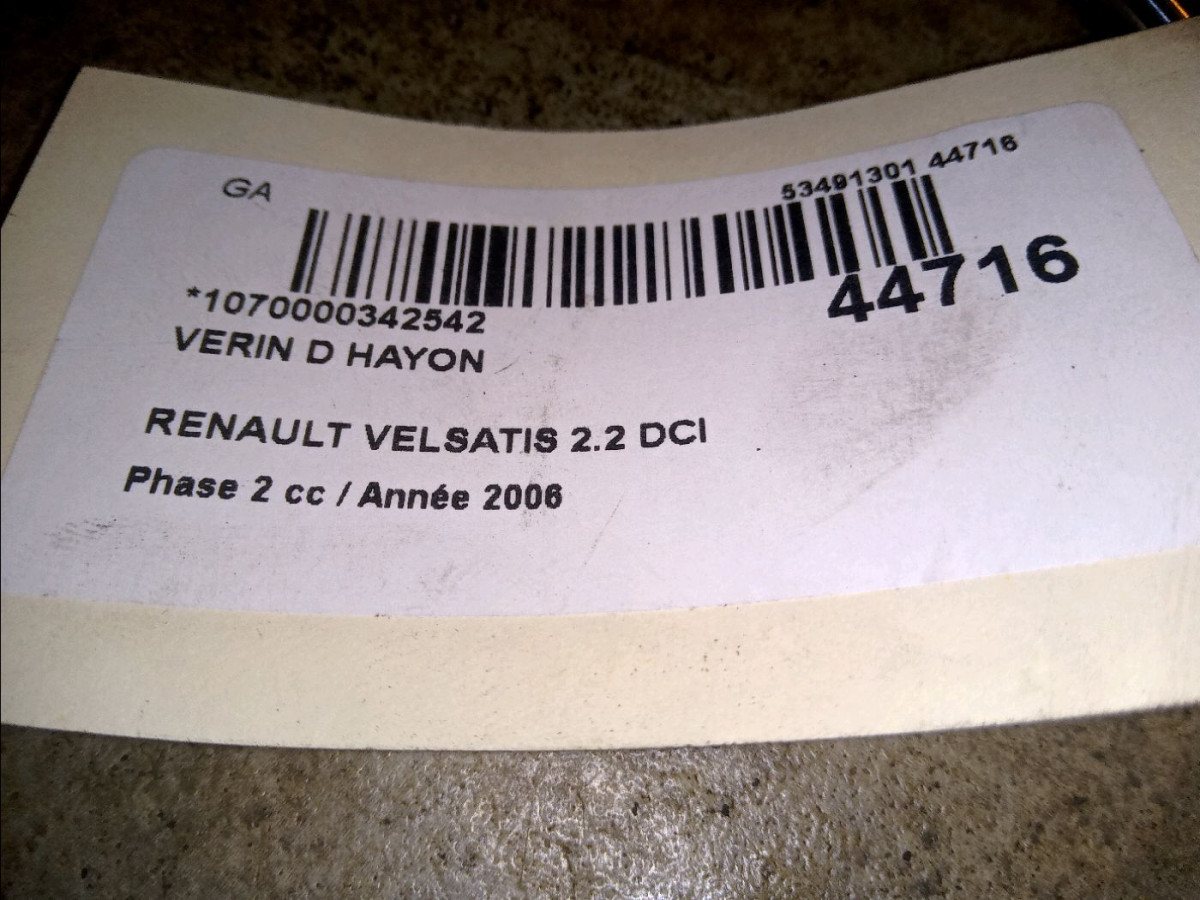 GA
53491301 44716
44716
*1070000342542
VERIN D HAYON
RENAULT VELSATIS 2.2 DCI
Phase 2 cc / Année 2006